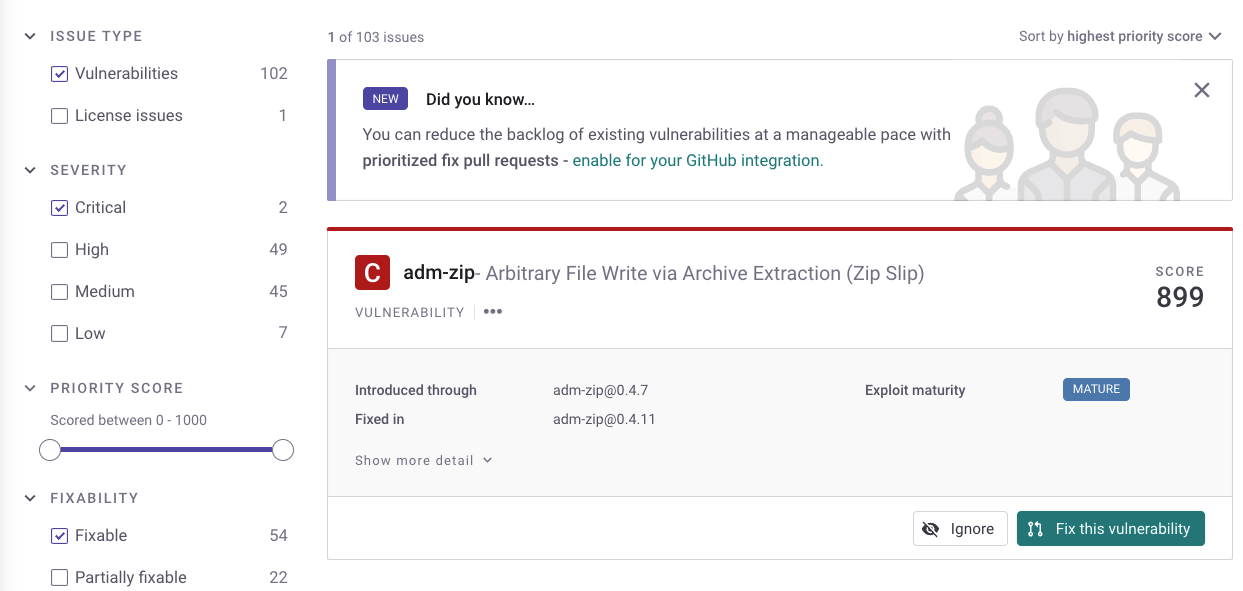 ISSUE TYPE
Vulnerabilities 102
License issues 1
SEVERITY
Critical 2
High 49
Medium 45
Low 7
PRIORITY SCORE
Scored between 0 - 1000
FIXABILITY
Fixable 54
Partially fixable 22
1 of 103 issues
Sort by highest priority score
NEW Did you know...
You can reduce the backlog of existing vulnerabilities at a manageable pace with
prioritized fix pull requests - enable for your GitHub integration.
C adm-zip- Arbitrary File Write via Archive Extraction (Zip Slip)
VULNERABILITY
SCORE
899
Introduced through adm-zip@0.4.7
Fixed in adm-zip@0.4.11
Exploit maturity MATURE
Show more detail
Ignore
Fix this vulnerability